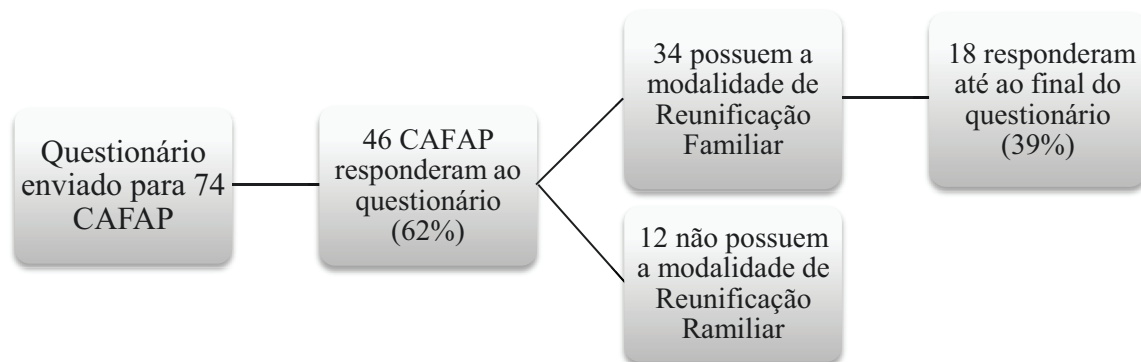 Questionário
enviado para 74
CAFAP
46 CAFAP
responderam ao
questionário
(62%)
34 possuem a
modalidade de
Reunificação
Familiar
18 responderam
até ao final do
questionário
(39%)
12 não possuem
a modalidade de
Reunificação
Ramiliar